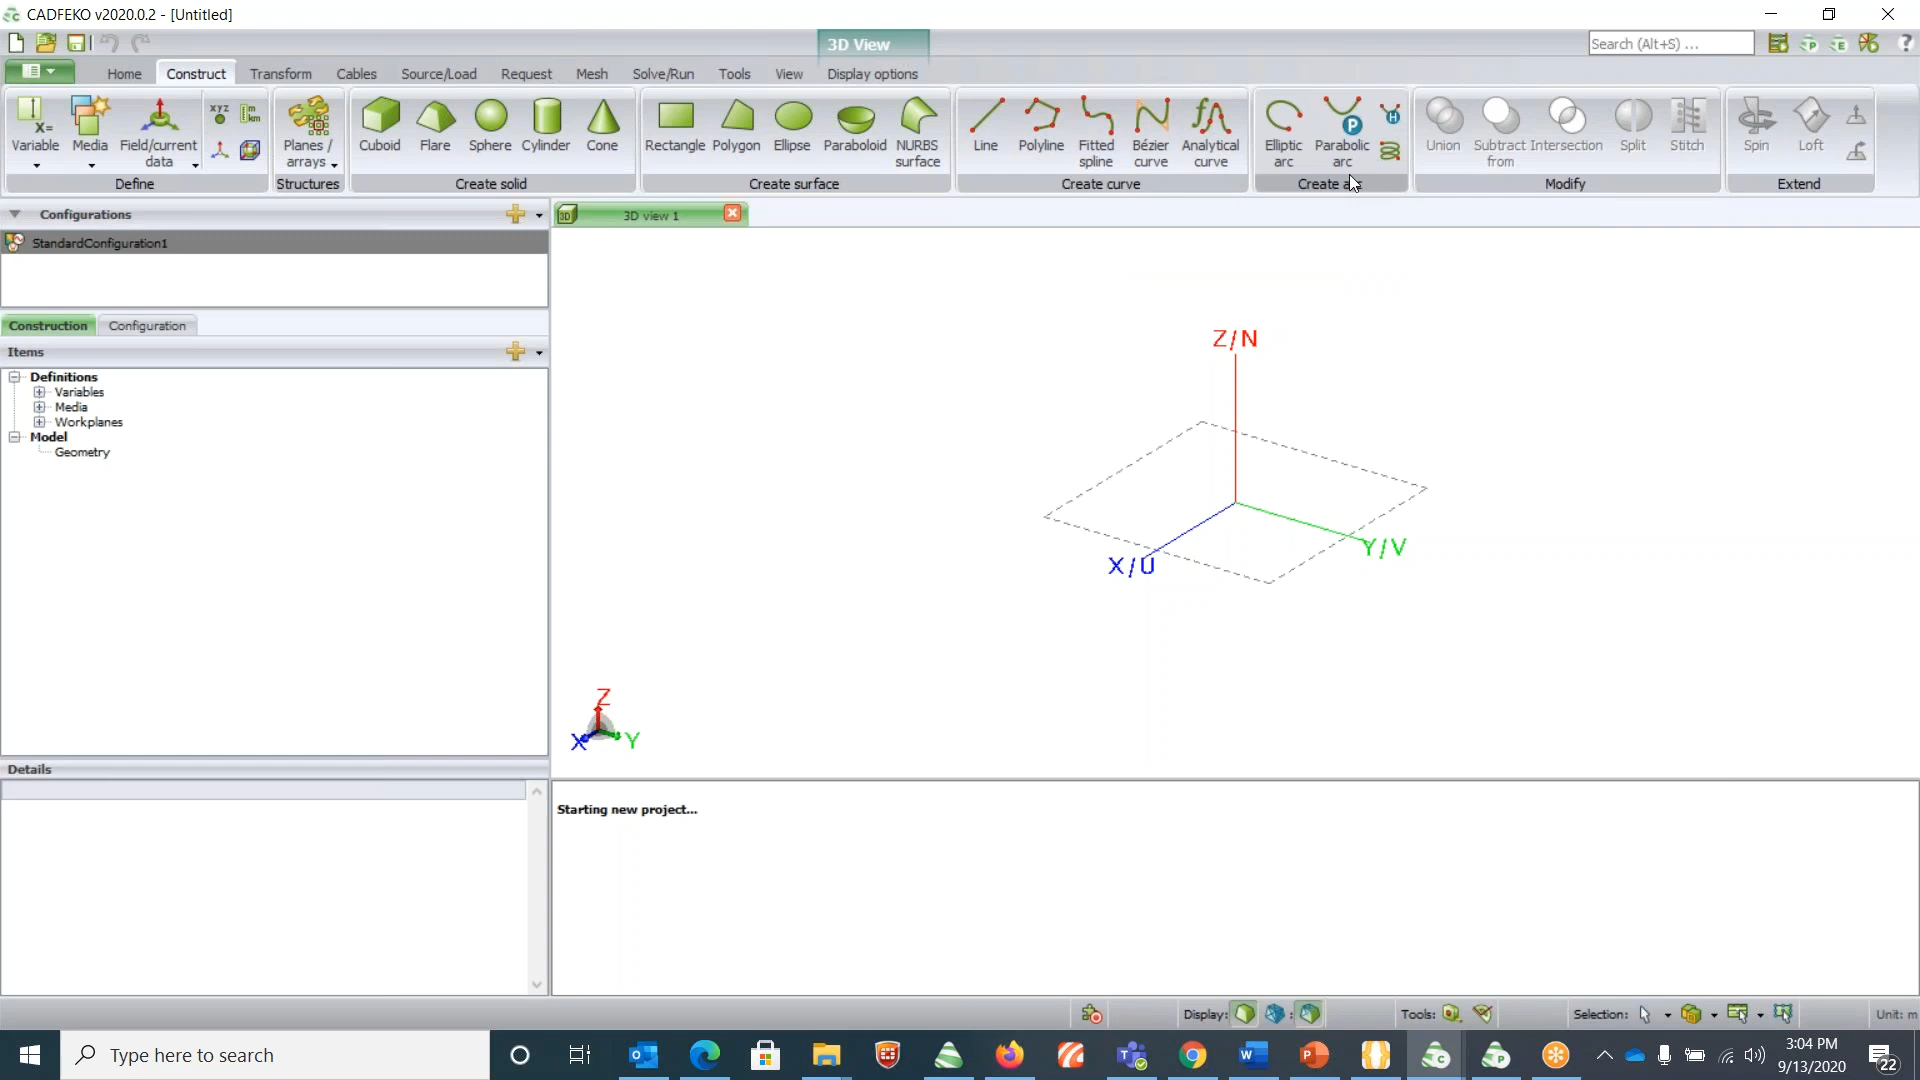 CADFEKO v2020.0.2 - [Untitled]
3D View
Search (Alt+S) ...
Home Construct Transform Cables Source/Load Request Mesh Solve/Run Tools View Display options
X=
Variable
Media
Field/current
data
xyz
km
Define
Planes /
arrays
Structures
Cuboid Flare Sphere Cylinder Cone
Create solid
Rectangle Polygon Ellipse Paraboloid NURBS
surface
Create surface
Line Polyline Fitted
spline
Bézier
curve
Analytical
curve
Create curve
Elliptic
arc
Parabolic
arc
Union Subtract
from
Intersection Split Stitch
Modify
Spin Loft
Extend
Configurations
3D view 1
StandardConfiguration1
Construction Configuration
Items
Definitions
Variables
Media
Workplanes
Model
Geometry
Z/N
X/U
Y/V
Z
X
Y
Details
Starting new project...
Display: Tools: Selection: Unit: m
Type here to search
3:04 PM
9/13/2020
22